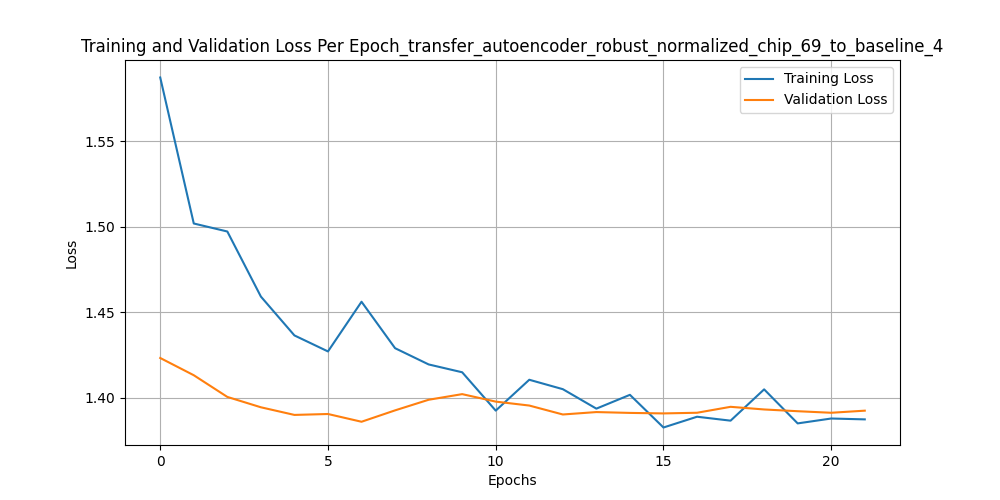 Training and Validation Loss Per Epoch_transfer_autoencoder_robust_normalized_chip_69_to_baseline_4
Training Loss
Validation Loss
1.55
1.50
1.45
1.40
Loss
0 5 10 15 20
Epochs